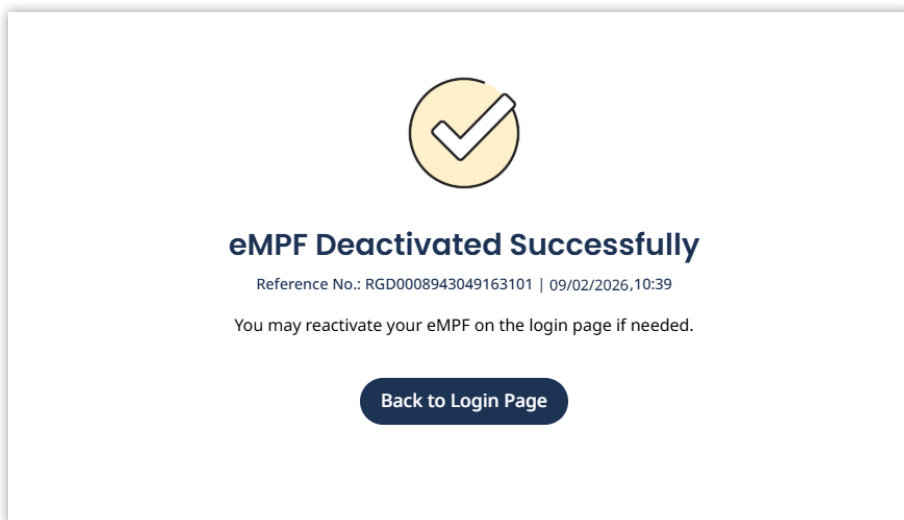 eMPF Deactivated Successfully
Reference No.: RGD0008943049163101 | 09/02/2026,10:39
You may reactivate your eMPF on the login page if needed.
Back to Login Page